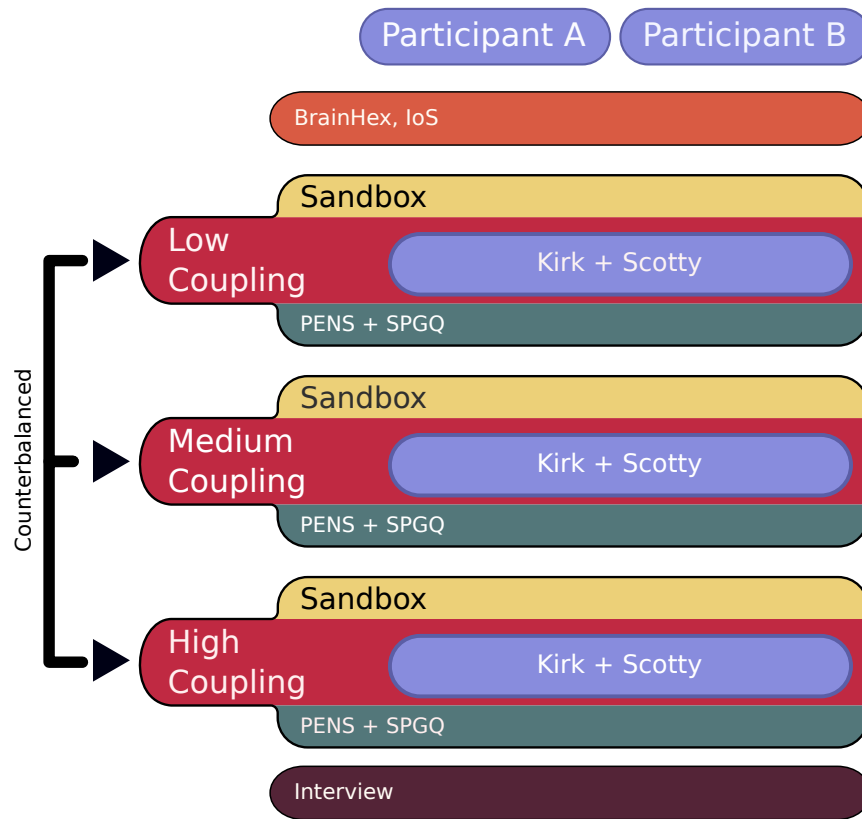 Participant A
Participant B
BrainHex, IoS
Sandbox
Low
Coupling
Kirk + Scotty
PENS + SPGQ
Counterbalanced
Sandbox
Medium
Coupling
Kirk + Scotty
PENS + SPGQ
Sandbox
High
Coupling
Kirk + Scotty
PENS + SPGQ
Interview